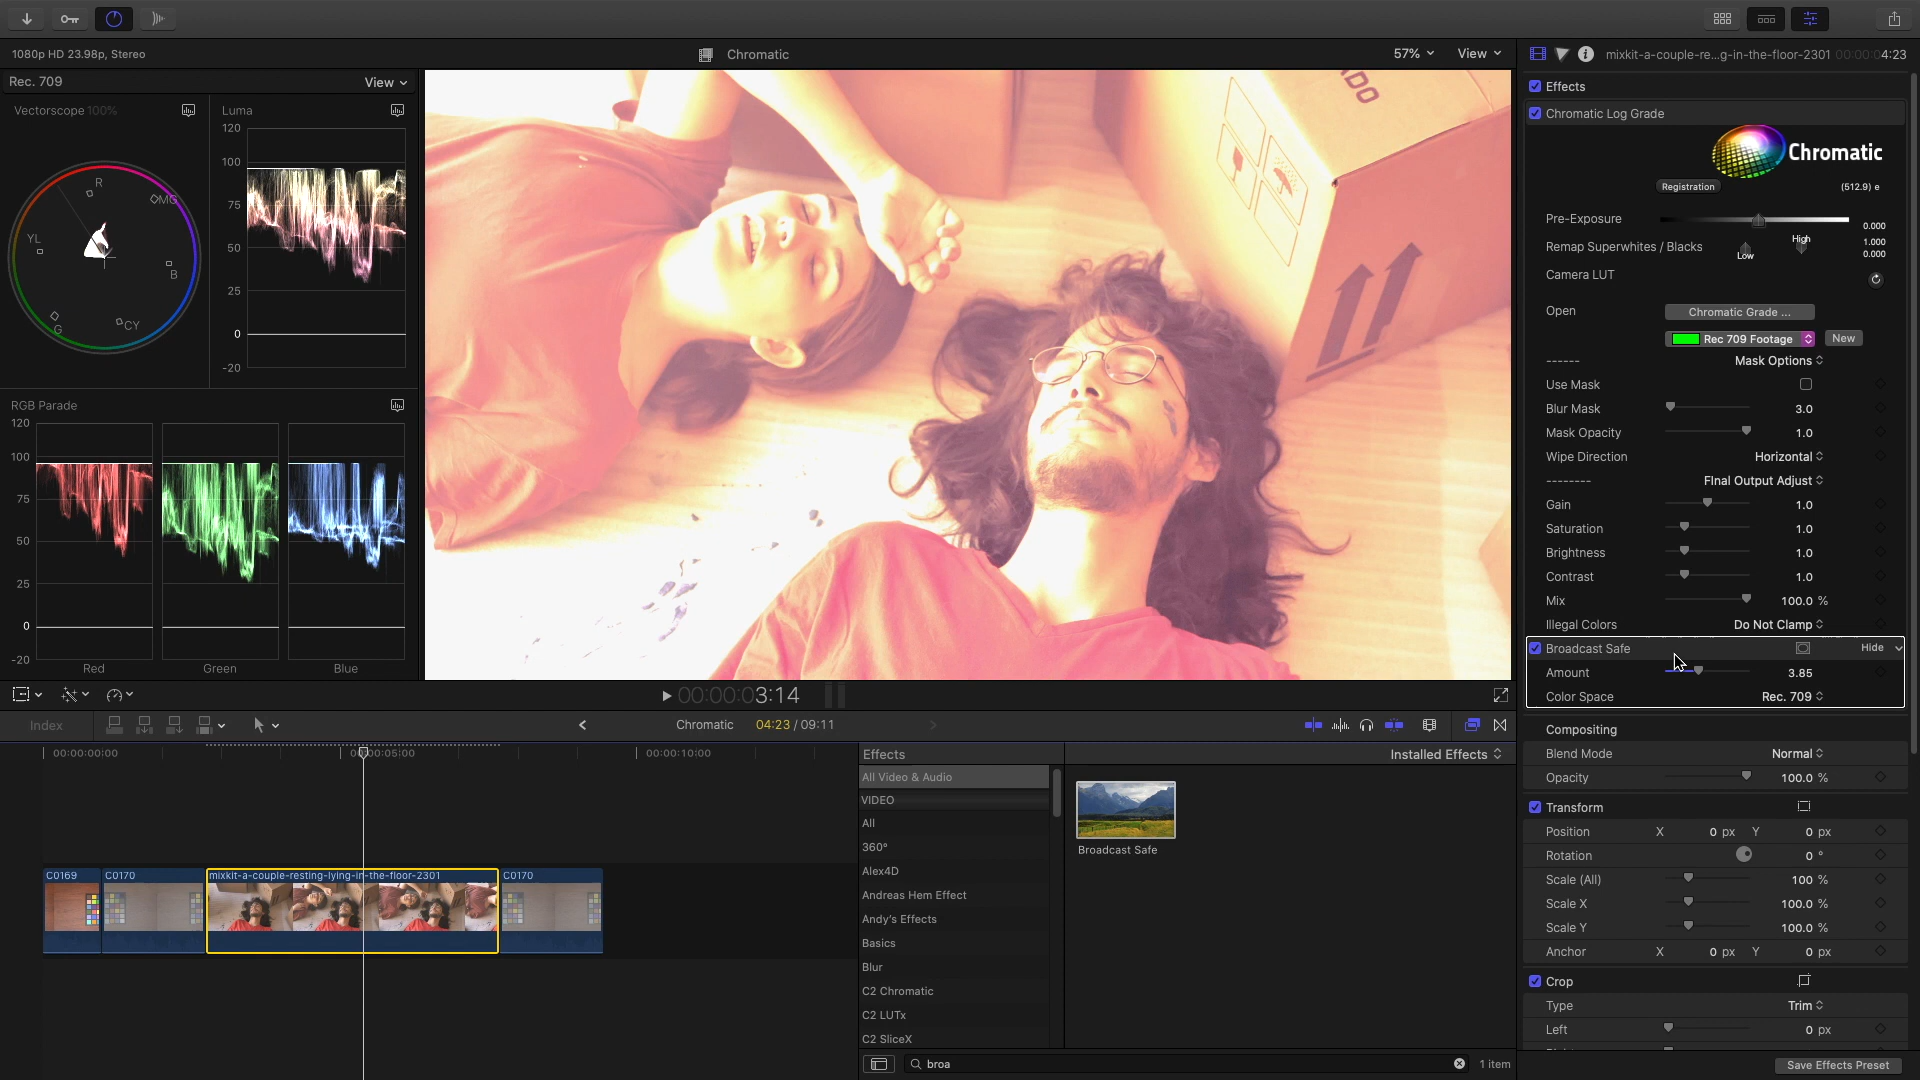 1080p HD 23.98p, Stereo
Chromatic
57%
View
mixkit-a-couple-re...g-in-the-floor-2301
00:00:04:23
Rec. 709
View
Vectorscope 100%
Luma
R
MG
YL
B
G
CY
120
100
75
50
25
0
-20
RGB Parade
120
100
75
50
25
0
-20
Red
Green
Blue
Effects
Chromatic Log Grade
Chromatic
Registration
(512.9) e
Pre-Exposure
0.000
Remap Superwhites / Blacks
Low
High
1.000
0.000
Camera LUT
Open
Chromatic Grade ...
Rec 709 Footage
New
------
Mask Options
Use Mask
Blur Mask
3.0
Mask Opacity
1.0
Wipe Direction
Horizontal
--------
FInal Output Adjust
Gain
1.0
Saturation
1.0
Brightness
1.0
Contrast
1.0
Mix
100.0 %
Illegal Colors
Do Not Clamp
Broadcast Safe
Hide
Amount
3.85
Color Space
Rec. 709
Compositing
Blend Mode
Normal
Opacity
100.0 %
Transform
Position
X
0 px
Y
0 px
Rotation
0 °
Scale (All)
100 %
Scale X
100.0 %
Scale Y
100.0 %
Anchor
X
0 px
Y
0 px
Crop
Type
Trim
Left
0 px
Save Effects Preset
00:00:03:14
Index
Chromatic
04:23 / 09:11
00:00:00:00
00:00:05:00
00:00:10:00
C0169
C0170
mixkit-a-couple-resting-lying-in-the-floor-2301
C0170
Effects
Installed Effects
All Video & Audio
VIDEO
All
360°
Alex4D
Andreas Hem Effect
Andy's Effects
Basics
Blur
C2 Chromatic
C2 LUTx
C2 SliceX
Broadcast Safe
broa
1 item